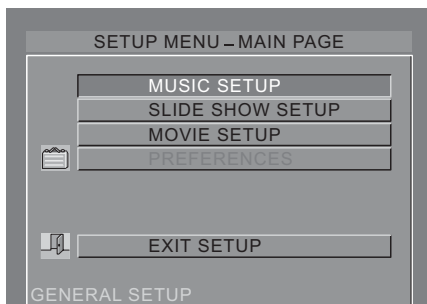 SETUP MENU – MAIN PAGE
MUSIC SETUP
SLIDE SHOW SETUP
MOVIE SETUP
PREFERENCES
EXIT SETUP
GENERAL SETUP